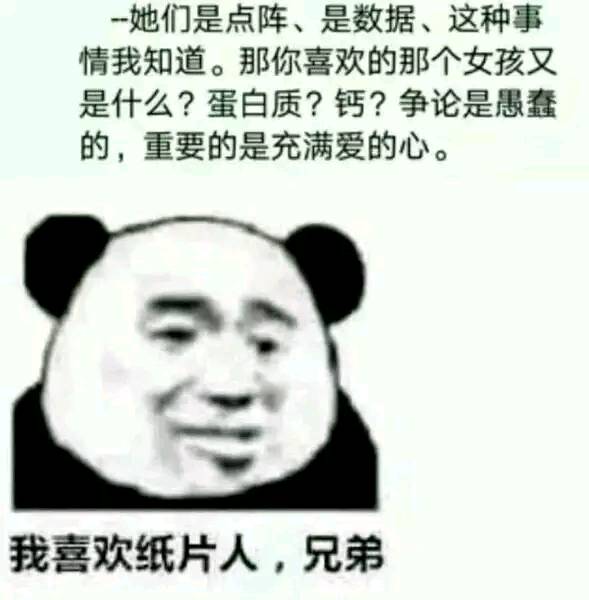 --她们是点阵、是数据、这种事
情我知道。那你喜欢的那个女孩又
是什么？蛋白质？钙？争论是愚蠢
的，重要的是充满爱的心。
我喜欢纸片人，兄弟